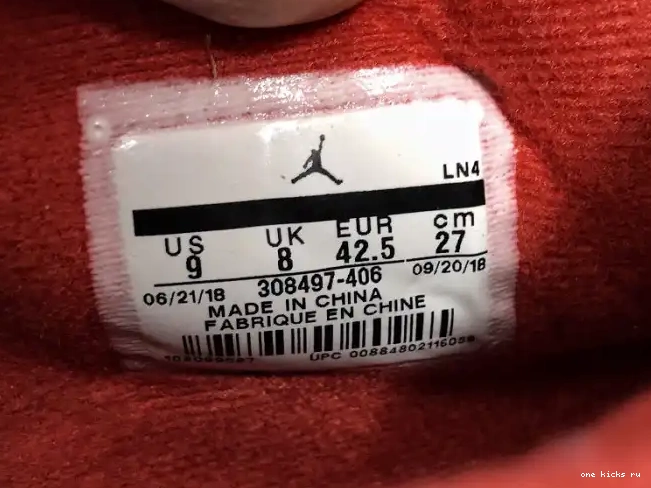 LN4
US UK EUR cm
9 8 42.5 27
06/21/18 308497-406 09/20/18
MADE IN CHINA
FABRIQUE EN CHINE
UPC 00884802115059
one kicks ru